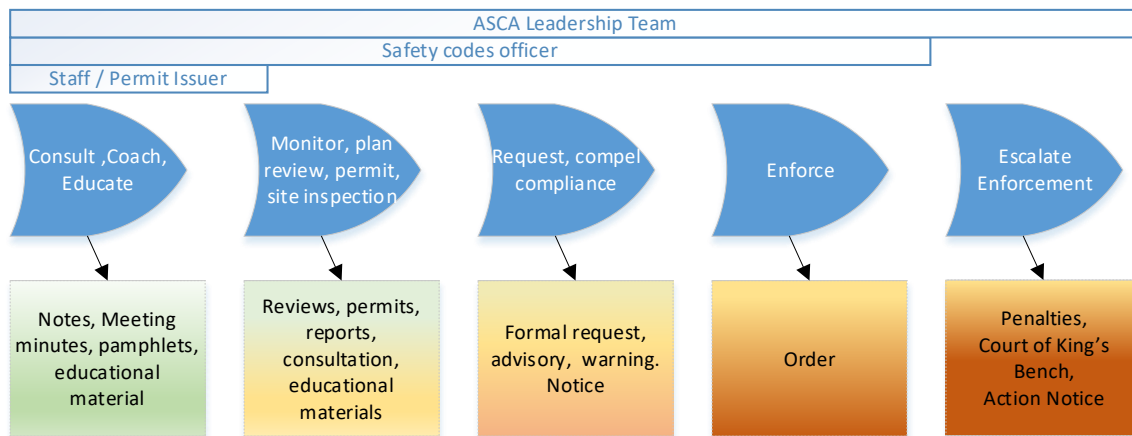 ASCA Leadership Team
Safety codes officer
Staff / Permit Issuer
Consult ,Coach,
Educate
Monitor, plan
review, permit,
site inspection
Request, compel
compliance
Enforce
Escalate
Enforcement
Notes, Meeting
minutes, pamphlets,
educational
material
Reviews, permits,
reports,
consultation,
educational
materials
Formal request,
advisory,  warning.
Notice
Order
Penalties,
Court of King's
Bench,
Action Notice